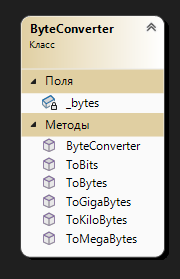 ByteConverter
Класс
Поля
_bytes
Методы
ByteConverter
ToBits
ToBytes
ToGigaBytes
ToKiloBytes
ToMegaBytes